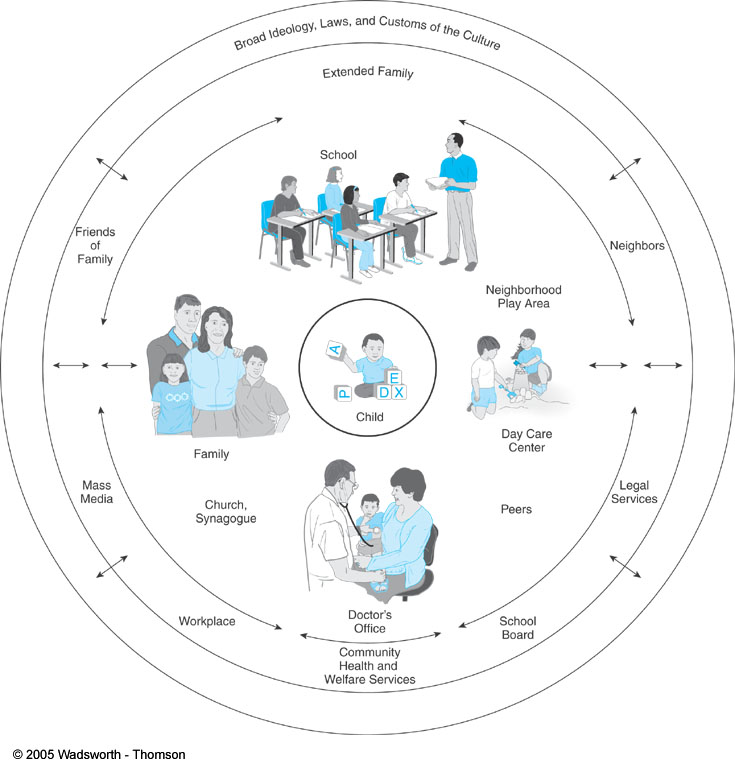 Broad Ideology, Laws, and Customs of the Culture
Extended Family
School
Friends
of
Family
Neighbors
Neighborhood
Play Area
A
P
D
E
X
Child
Family
Day Care
Center
Mass
Media
Church,
Synagogue
Peers
Legal
Services
Workplace
Doctor's
Office
School
Board
Community
Health and
Welfare Services
© 2005 Wadsworth - Thomson